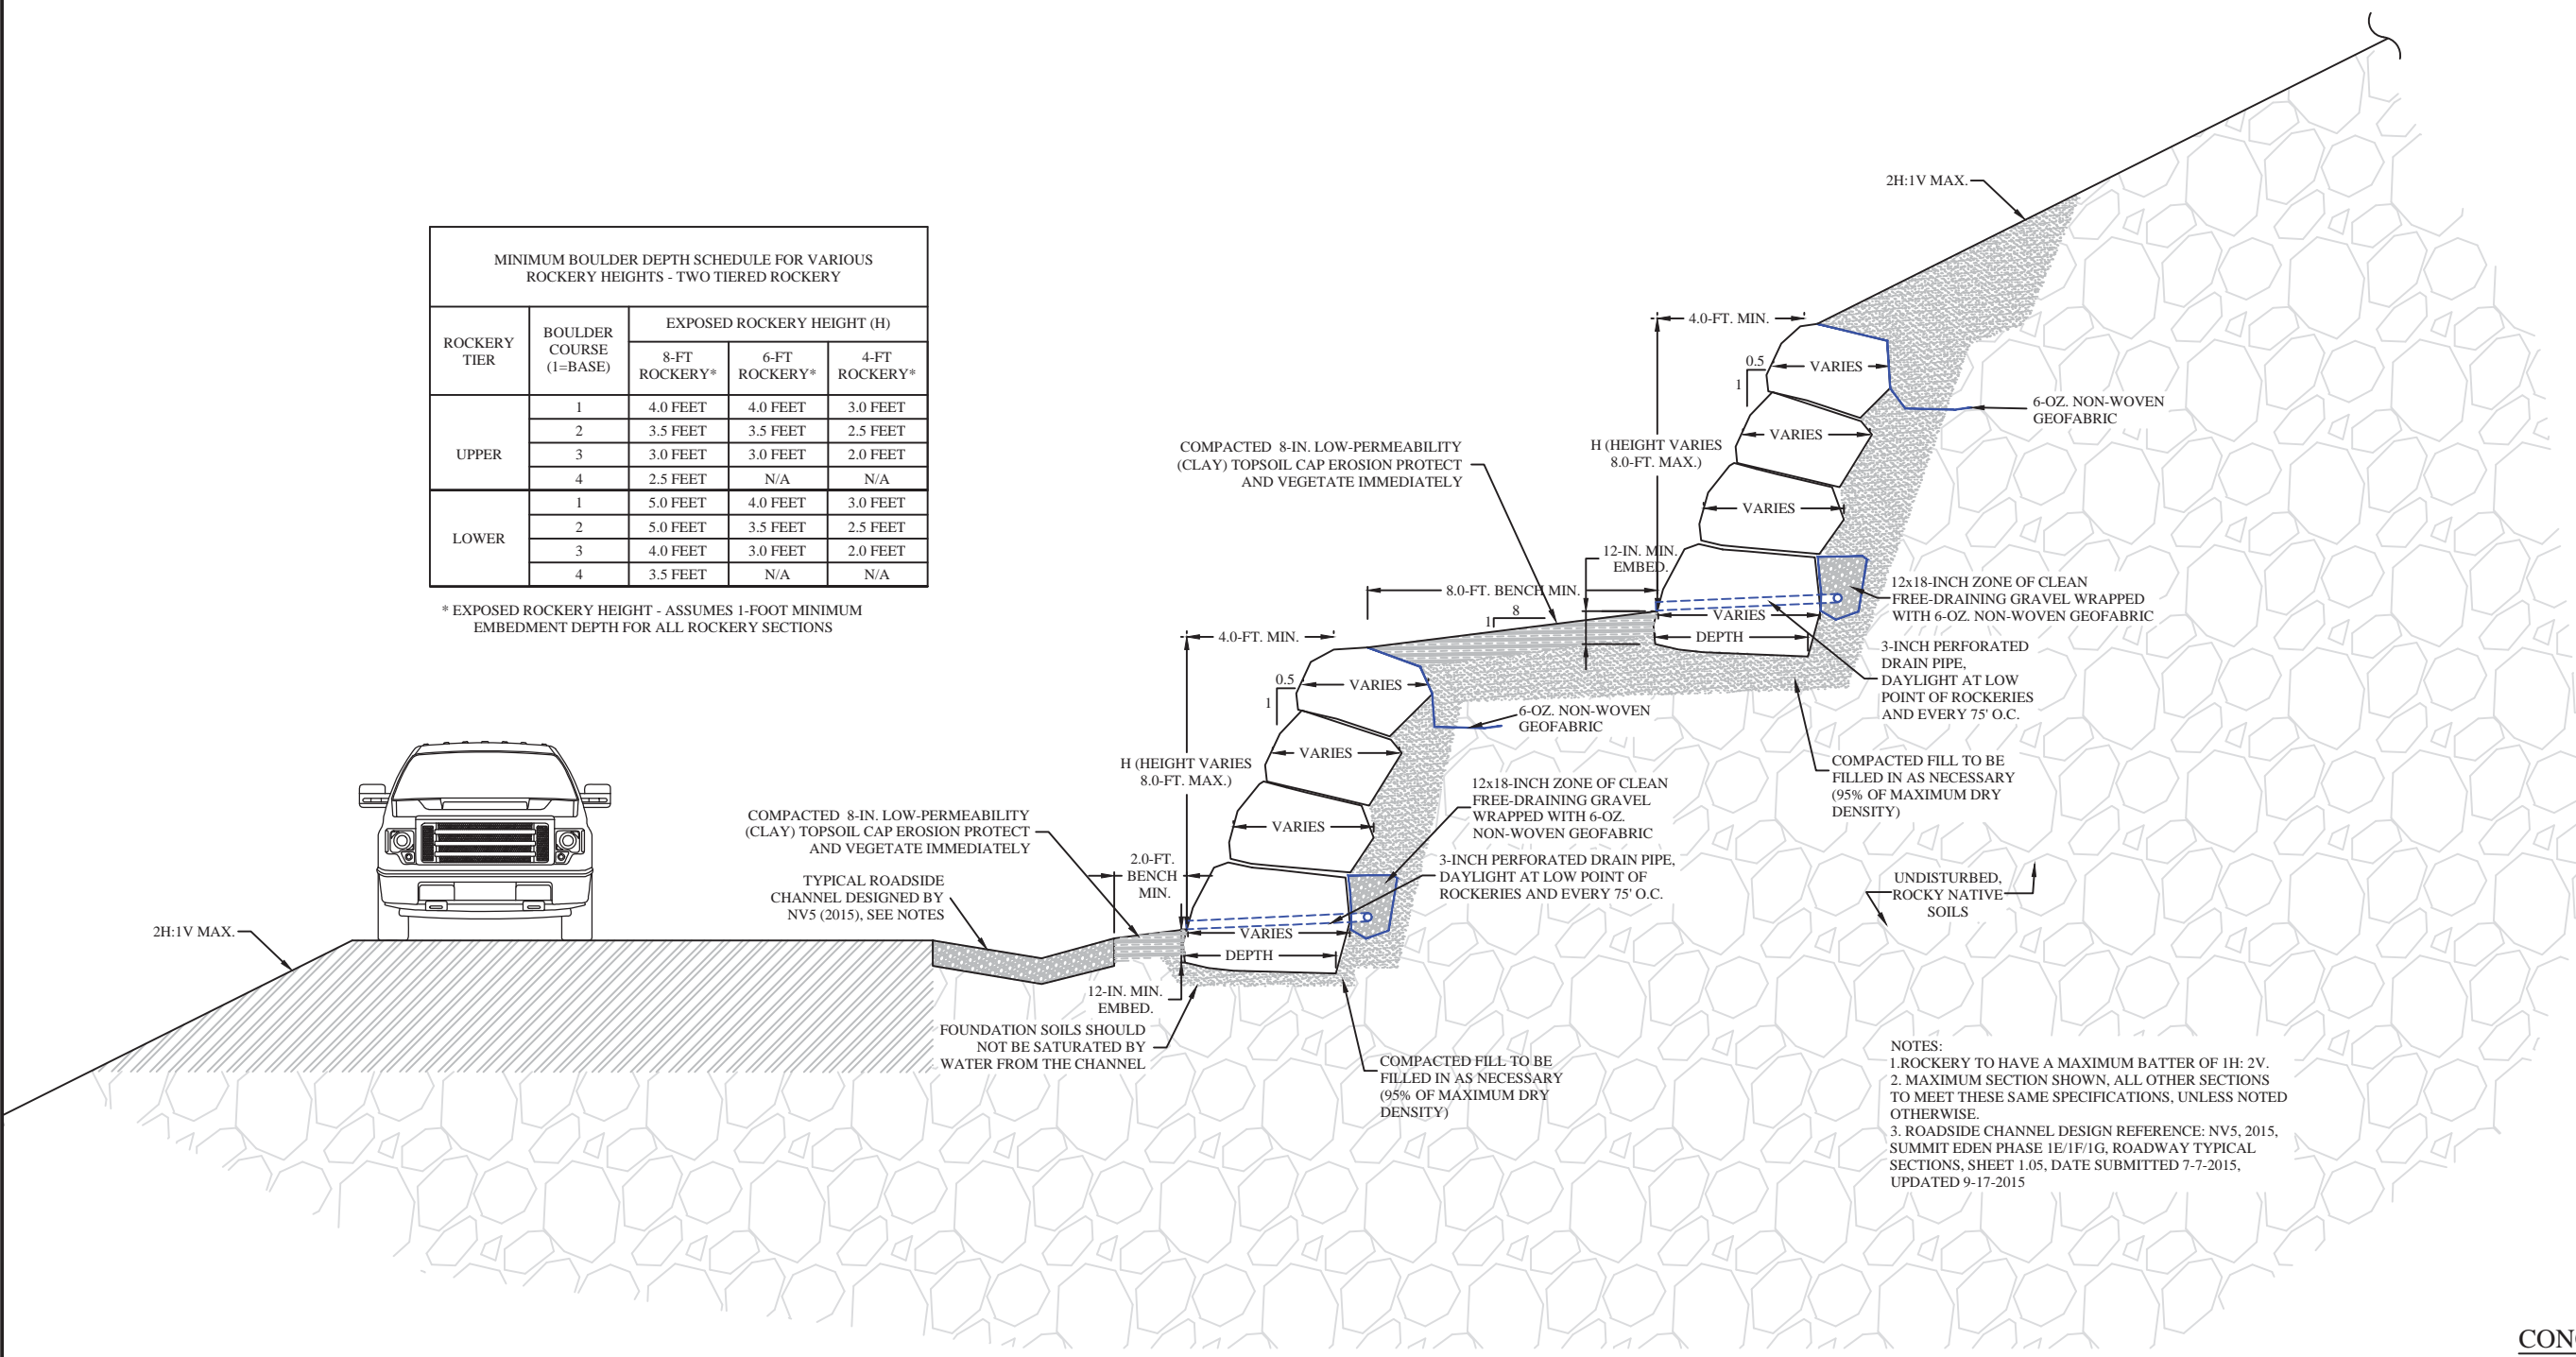 MINIMUM BOULDER DEPTH SCHEDULE FOR VARIOUS
ROCKERY HEIGHTS - TWO TIERED ROCKERY
ROCKERY TIER
BOULDER COURSE (1=BASE)
EXPOSED ROCKERY HEIGHT (H)
8-FT ROCKERY* 6-FT ROCKERY* 4-FT ROCKERY*
UPPER
1 4.0 FEET 4.0 FEET 3.0 FEET
2 3.5 FEET 3.5 FEET 2.5 FEET
3 3.0 FEET 3.0 FEET 2.0 FEET
4 2.5 FEET N/A N/A
LOWER
1 5.0 FEET 4.0 FEET 3.0 FEET
2 5.0 FEET 3.5 FEET 2.5 FEET
3 4.0 FEET 3.0 FEET 2.0 FEET
4 3.5 FEET N/A N/A
* EXPOSED ROCKERY HEIGHT - ASSUMES 1-FOOT MINIMUM
EMBEDMENT DEPTH FOR ALL ROCKERY SECTIONS
2H:1V MAX.
4.0-FT. MIN.
0.5
1
VARIES
6-OZ. NON-WOVEN
GEOFABRIC
VARIES
H (HEIGHT VARIES
8.0-FT. MAX.)
COMPACTED 8-IN. LOW-PERMEABILITY
(CLAY) TOPSOIL CAP EROSION PROTECT
AND VEGETATE IMMEDIATELY
VARIES
12-IN. MIN.
EMBED.
8.0-FT. BENCH MIN.
8
1
VARIES
DEPTH
12x18-INCH ZONE OF CLEAN
FREE-DRAINING GRAVEL WRAPPED
WITH 6-OZ. NON-WOVEN GEOFABRIC
3-INCH PERFORATED
DRAIN PIPE,
DAYLIGHT AT LOW
POINT OF ROCKERIES
AND EVERY 75' O.C.
COMPACTED FILL TO BE
FILLED IN AS NECESSARY
(95% OF MAXIMUM DRY
DENSITY)
4.0-FT. MIN.
0.5
1
VARIES
6-OZ. NON-WOVEN
GEOFABRIC
VARIES
H (HEIGHT VARIES
8.0-FT. MAX.)
12x18-INCH ZONE OF CLEAN
FREE-DRAINING GRAVEL
WRAPPED WITH 6-OZ.
NON-WOVEN GEOFABRIC
VARIES
3-INCH PERFORATED DRAIN PIPE,
DAYLIGHT AT LOW POINT OF
ROCKERIES AND EVERY 75' O.C.
COMPACTED 8-IN. LOW-PERMEABILITY
(CLAY) TOPSOIL CAP EROSION PROTECT
AND VEGETATE IMMEDIATELY
2.0-FT.
BENCH
MIN.
TYPICAL ROADSIDE
CHANNEL DESIGNED BY
NV5 (2015), SEE NOTES
VARIES
DEPTH
2H:1V MAX.
12-IN. MIN.
EMBED.
FOUNDATION SOILS SHOULD
NOT BE SATURATED BY
WATER FROM THE CHANNEL
COMPACTED FILL TO BE
FILLED IN AS NECESSARY
(95% OF MAXIMUM DRY
DENSITY)
UNDISTURBED,
ROCKY NATIVE
SOILS
NOTES:
1.ROCKERY TO HAVE A MAXIMUM BATTER OF 1H: 2V.
2. MAXIMUM SECTION SHOWN, ALL OTHER SECTIONS
TO MEET THESE SAME SPECIFICATIONS, UNLESS NOTED
OTHERWISE.
3. ROADSIDE CHANNEL DESIGN REFERENCE: NV5, 2015,
SUMMIT EDEN PHASE 1E/1F/1G, ROADWAY TYPICAL
SECTIONS, SHEET 1.05, DATE SUBMITTED 7-7-2015,
UPDATED 9-17-2015